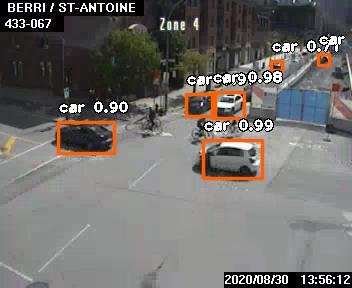 BERRI / ST-ANTOINE
433-067
Zone 4
car 0.71
car
car
car 0.98
car 0.90
car 0.99
2020/08/30 13:56:12